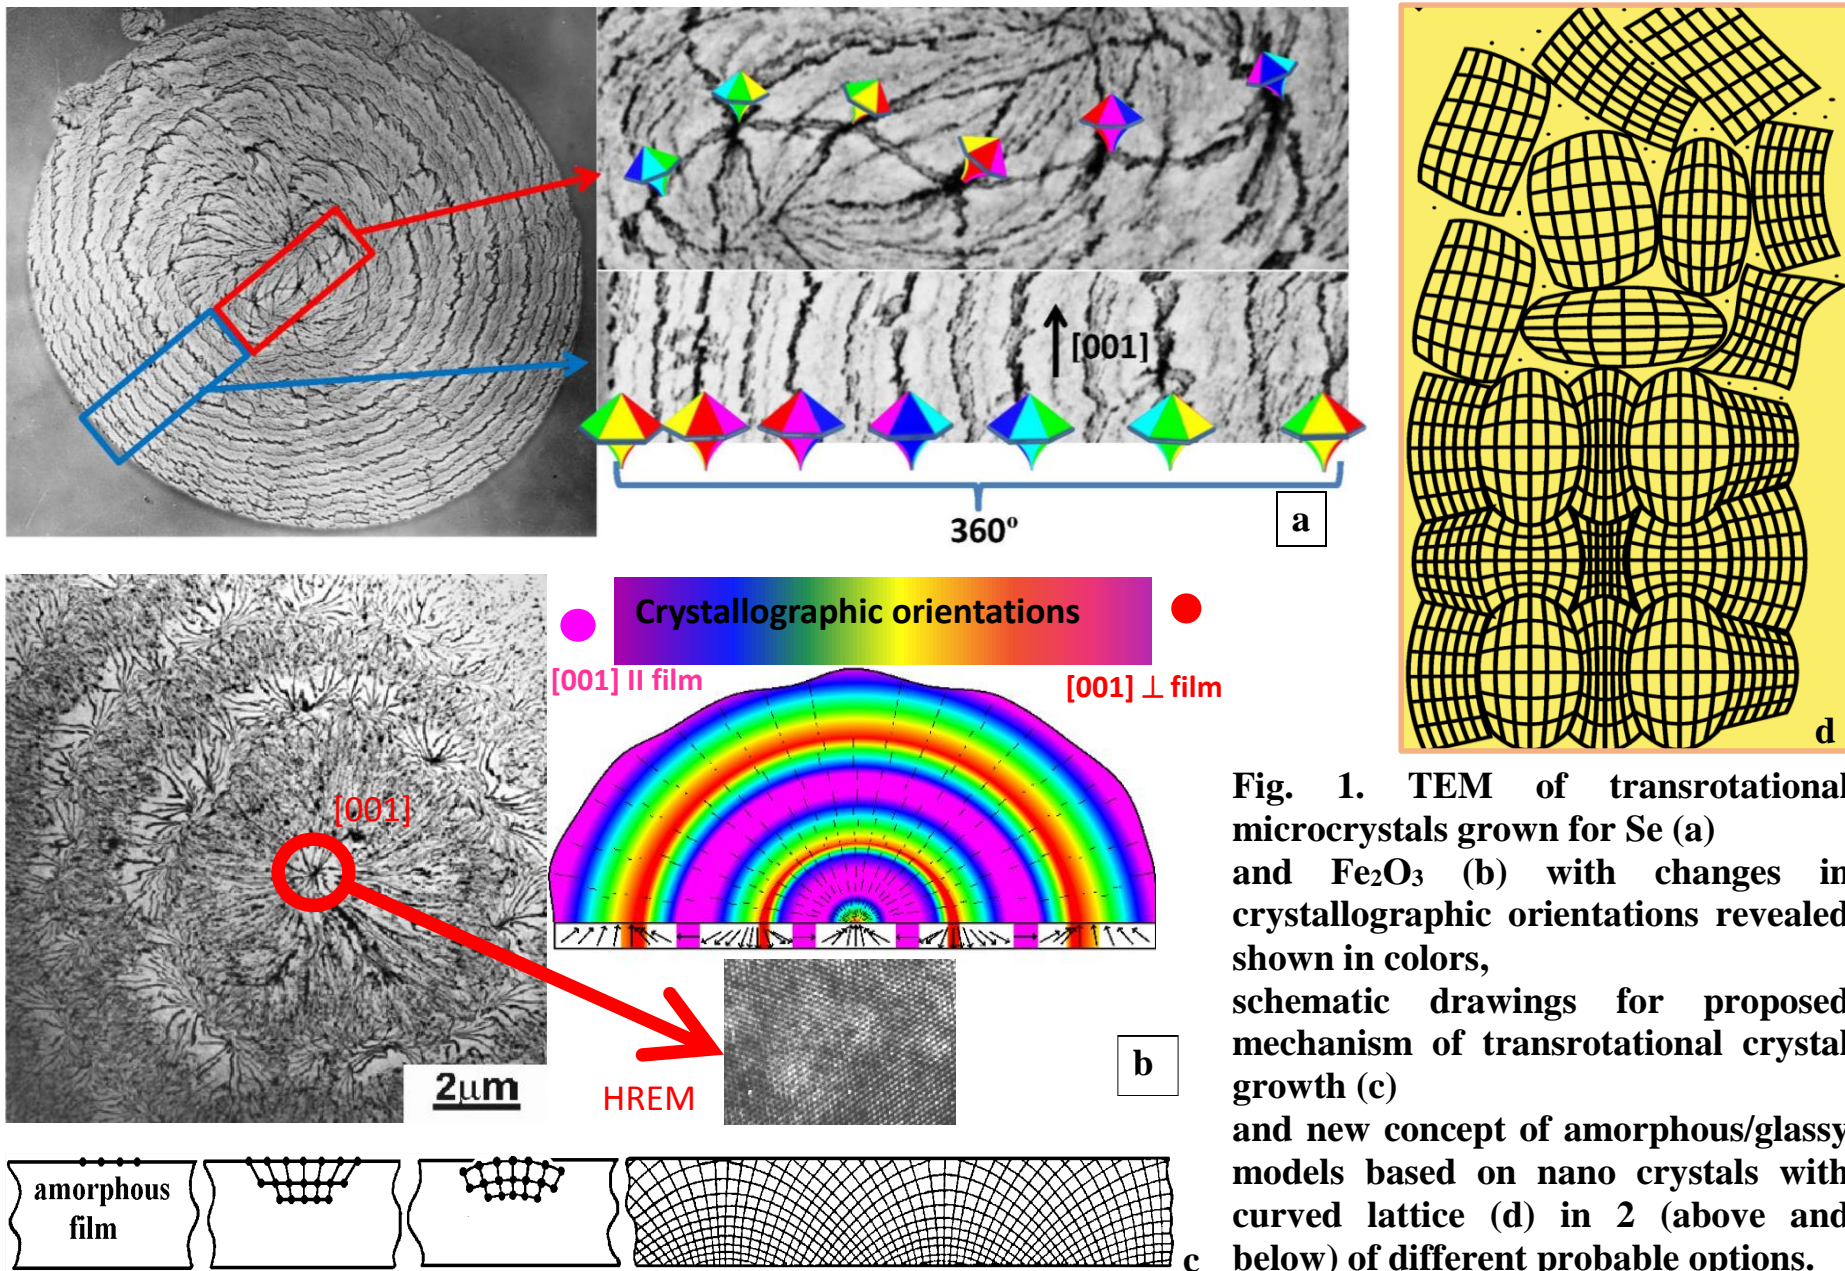 [001]
360°
a
Crystallographic orientations
[001] II film
[001] ⊥ film
[001]
2μm
HREM
b
amorphous
film
c
d
Fig. 1. TEM of transrotational
microcrystals grown for Se (a)
and Fe₂O₃ (b) with changes in
crystallographic orientations revealed
shown in colors,
schematic drawings for proposed
mechanism of transrotational crystal
growth (c)
and new concept of amorphous/glassy
models based on nano crystals with
curved lattice (d) in 2 (above and
below) of different probable options.